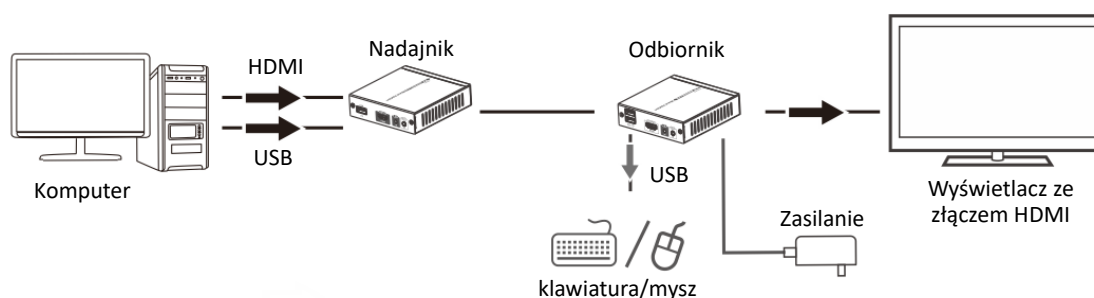 Nadajnik
Odbiornik
HDMI
USB
Komputer
USB
Zasilanie
klawiatura/mysz
Wyświetlacz ze
złączem HDMI